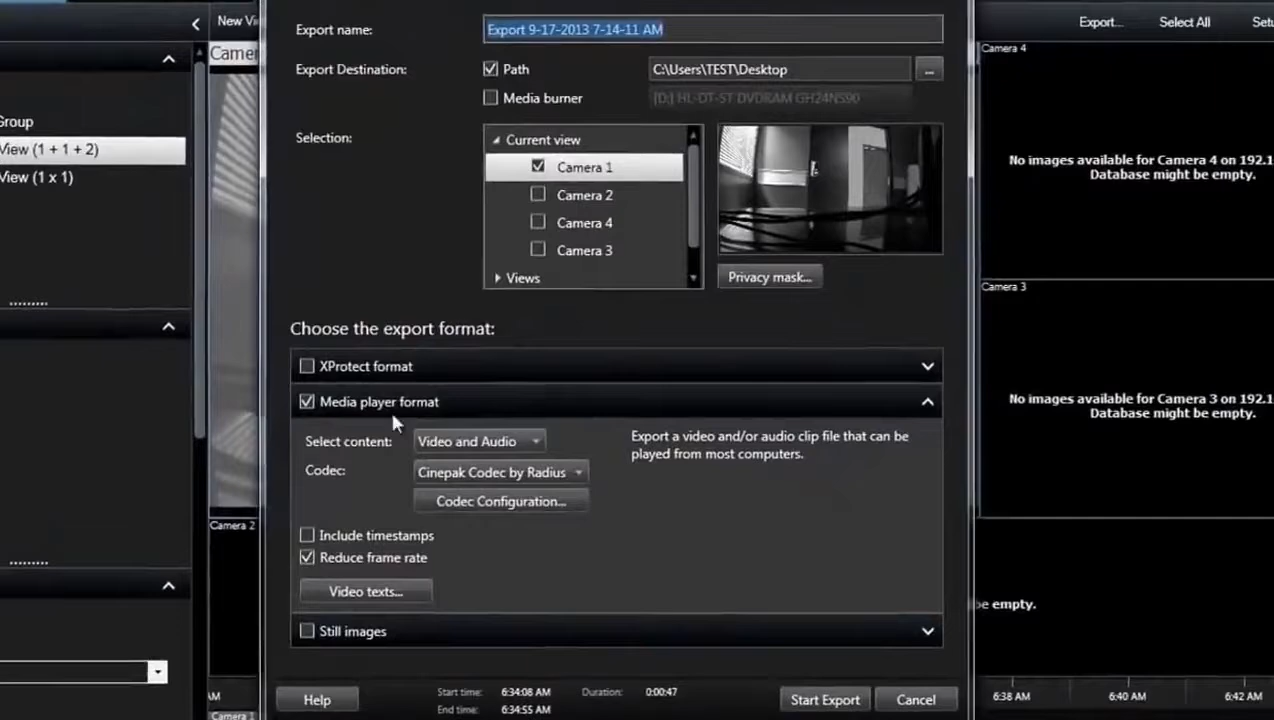 New Vi
Export...
Select All
Setu
Camer
Group
View (1 + 1 + 2)
View (1 x 1)
Export name:
Export 9-17-2013 7-14-11 AM
Export Destination:
Path
C:\Users\TEST\Desktop
...
Media burner
[D:] HL-DT-ST DVDRAM GH24NS90
Selection:
Current view
Camera 1
Camera 2
Camera 4
Camera 3
Views
Privacy mask...
Choose the export format:
XProtect format
Media player format
Select content:
Video and Audio
Export a video and/or audio clip file that can be
played from most computers.
Codec:
Cinepak Codec by Radius
Codec Configuration...
Include timestamps
Reduce frame rate
Video texts...
Still images
Help
Start time:
6:34:08 AM
Duration:
0:00:47
End time:
6:34:55 AM
Start Export
Cancel
Camera 4
No images available for Camera 4 on 192.1
Database might be empty.
Camera 3
No images available for Camera 3 on 192.1
Database might be empty.
Camera 2
be empty.
AM
6:38 AM
6:40 AM
6:42 AM
Camera 1